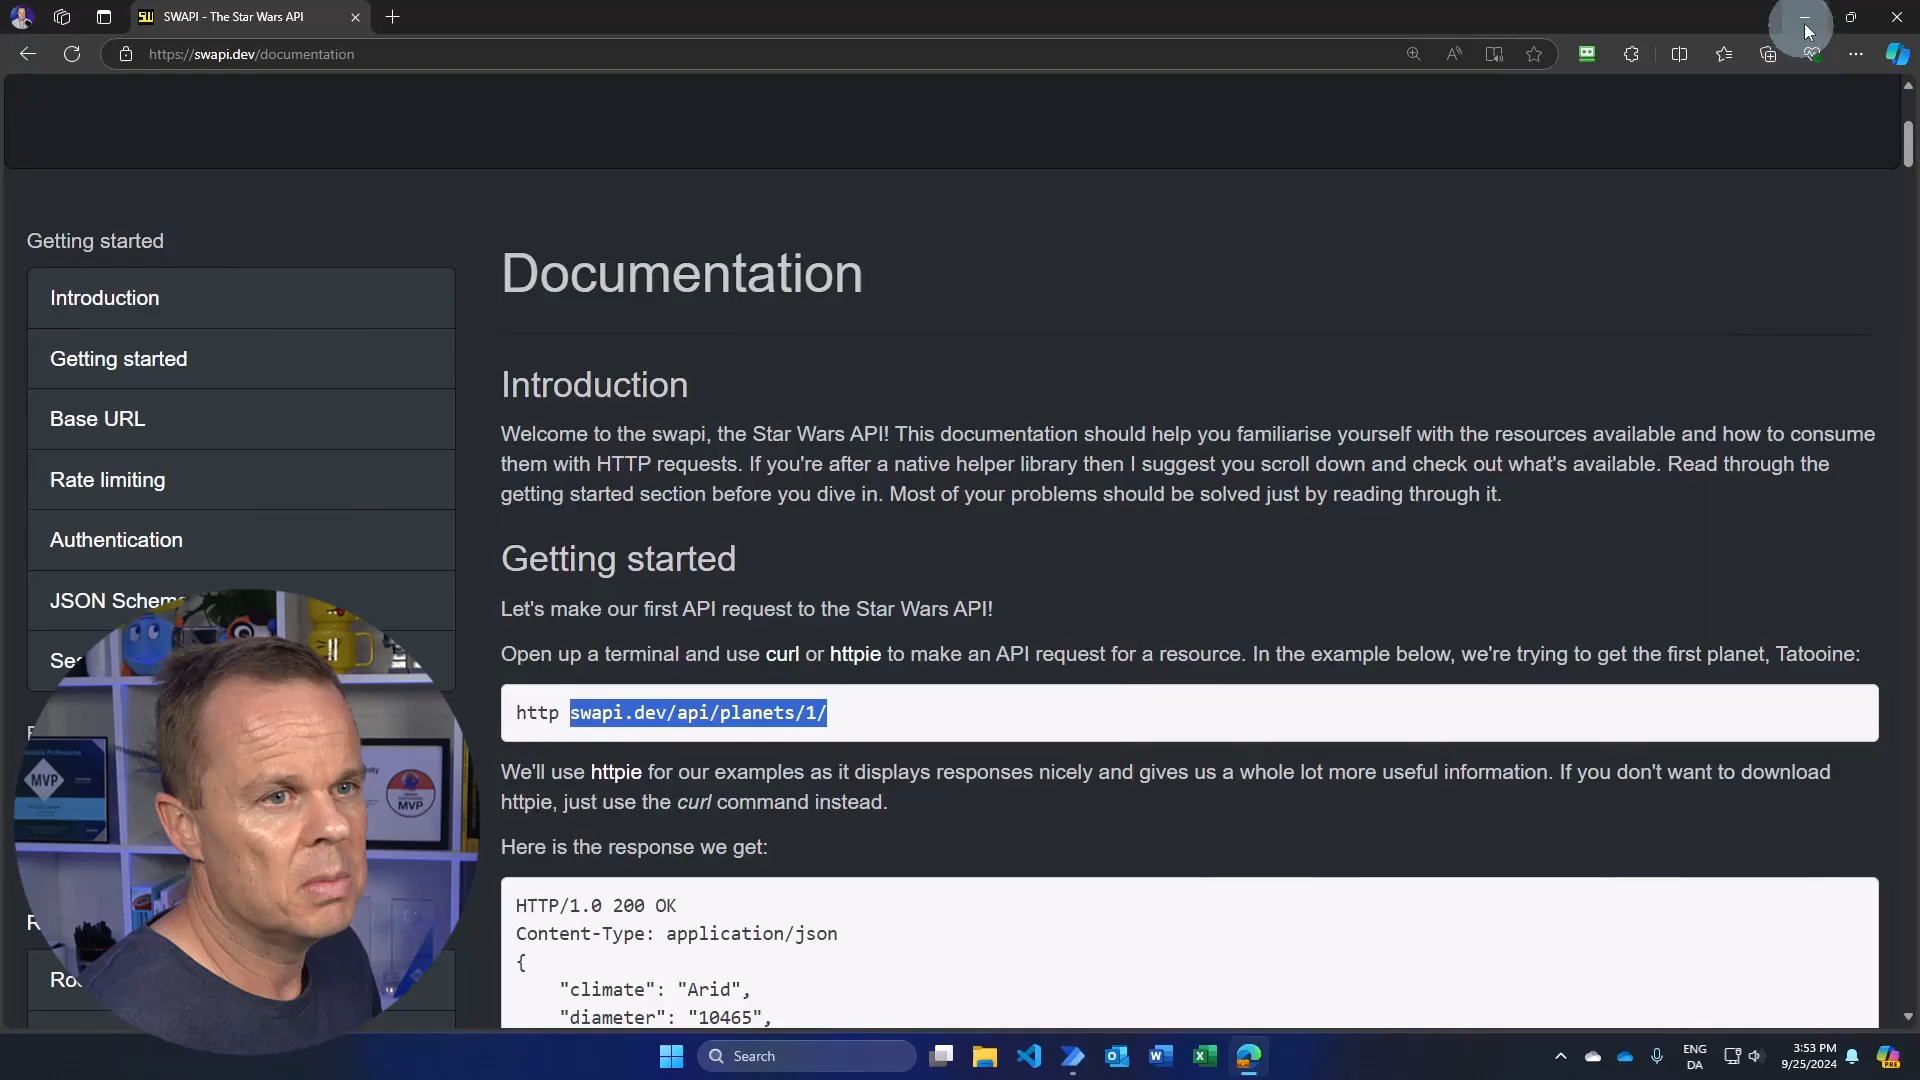 SWAPI - The Star Wars API
https://swapi.dev/documentation
Getting started
Introduction
Getting started
Base URL
Rate limiting
Authentication
JSON Schema
Documentation
Introduction
Welcome to the swapi, the Star Wars API! This documentation should help you familiarise yourself with the resources available and how to consume
them with HTTP requests. If you're after a native helper library then I suggest you scroll down and check out what's available. Read through the
getting started section before you dive in. Most of your problems should be solved just by reading through it.
Getting started
Let's make our first API request to the Star Wars API!
Open up a terminal and use curl or httpie to make an API request for a resource. In the example below, we're trying to get the first planet, Tatooine:
http swapi.dev/api/planets/1/
We'll use httpie for our examples as it displays responses nicely and gives us a whole lot more useful information. If you don't want to download
httpie, just use the curl command instead.
Here is the response we get:
HTTP/1.0 200 OK
Content-Type: application/json
{
"climate": "Arid",
"diameter": "10465",
MVP
MVP
Search
ENG
DA
3:53 PM
9/25/2024